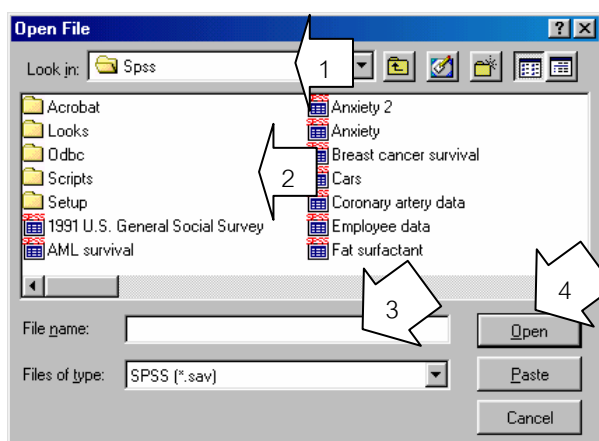 Open File
Look in: Spss
1
Acrobat
Looks
Odbc
Scripts
Setup
1991 U.S. General Social Survey
AML survival
Anxiety 2
Anxiety
Breast cancer survival
Cars
Coronary artery data
Employee data
Fat surfactant
2
3
4
File name:
Open
Files of type: SPSS (*.sav)
Paste
Cancel